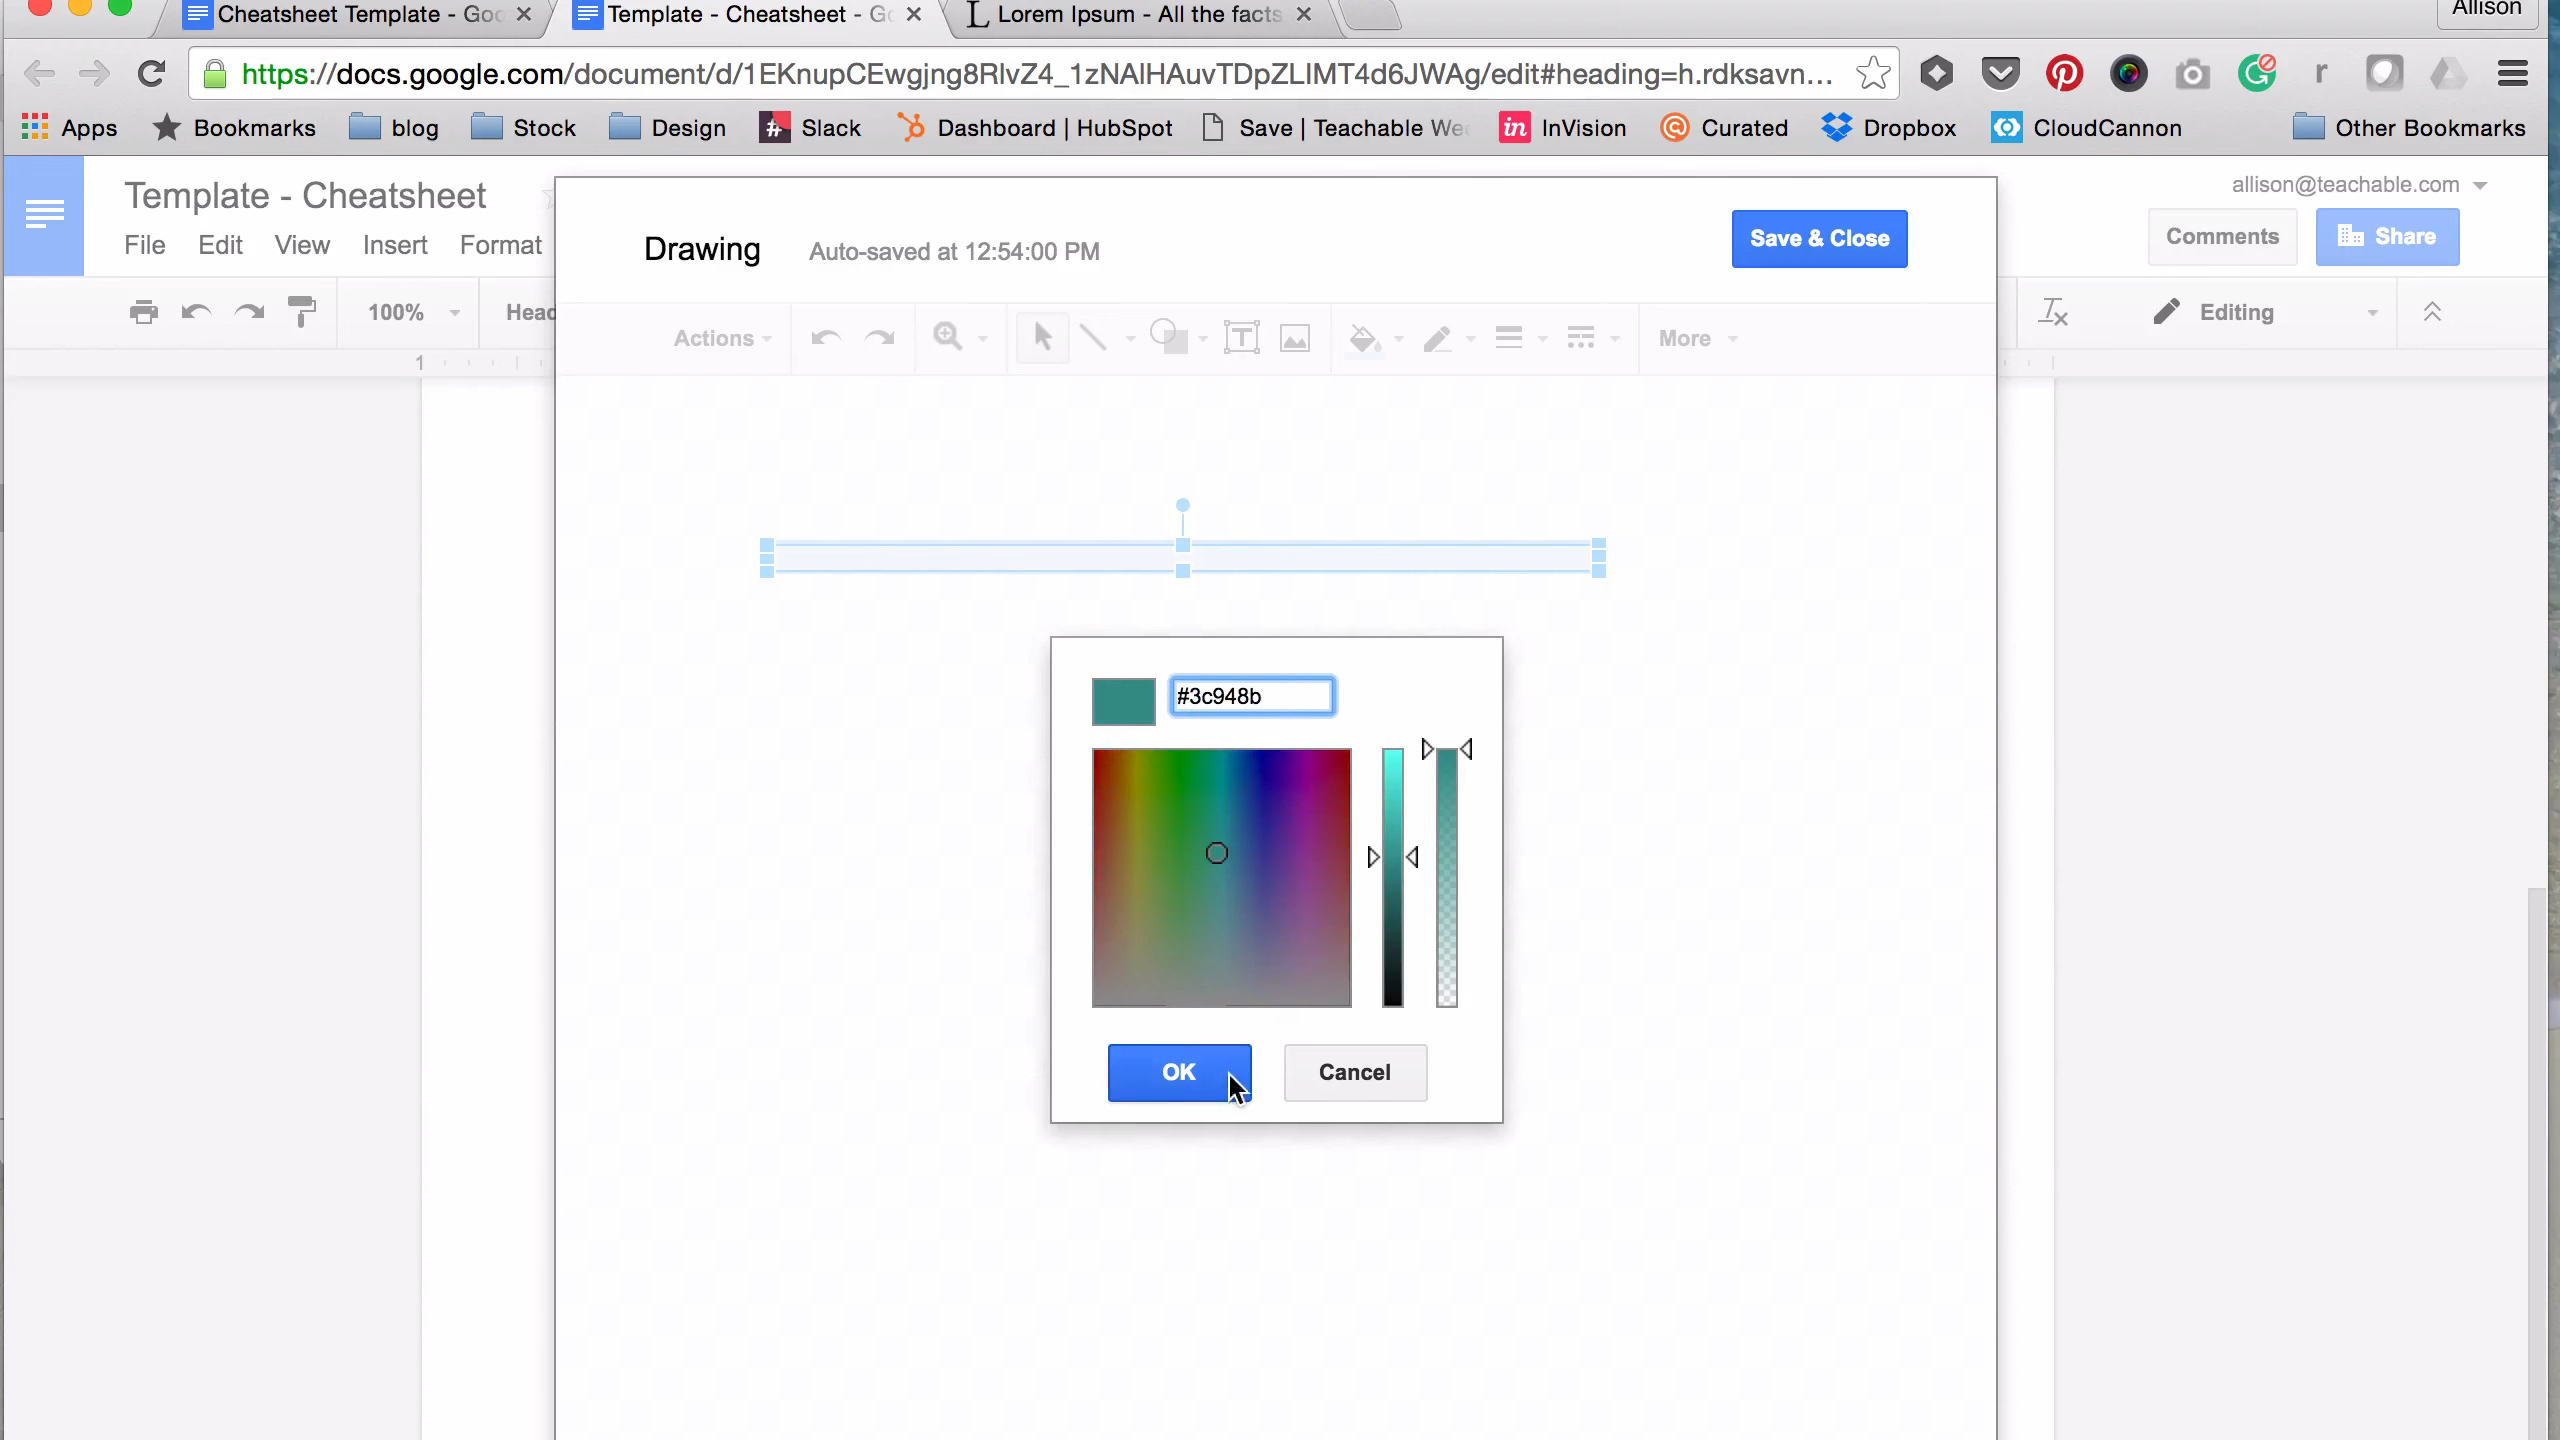 Cheatsheet Template - Goo
Template - Cheatsheet - Go
Lorem Ipsum - All the facts
Allison
https://docs.google.com/document/d/1EKnupCEwgjng8RlvZ4_1zNAlHAuvTDpZLIMT4d6JWAg/edit#heading=h.rdksavn...
Apps
Bookmarks
blog
Stock
Design
Slack
Dashboard | HubSpot
Save | Teachable We
InVision
Curated
Dropbox
CloudCannon
Other Bookmarks
Template - Cheatsheet
allison@teachable.com
File Edit View Insert Format
Comments
Share
Drawing
Auto-saved at 12:54:00 PM
Save & Close
100%
Head
Editing
Actions
More
1
#3c948b
OK
Cancel